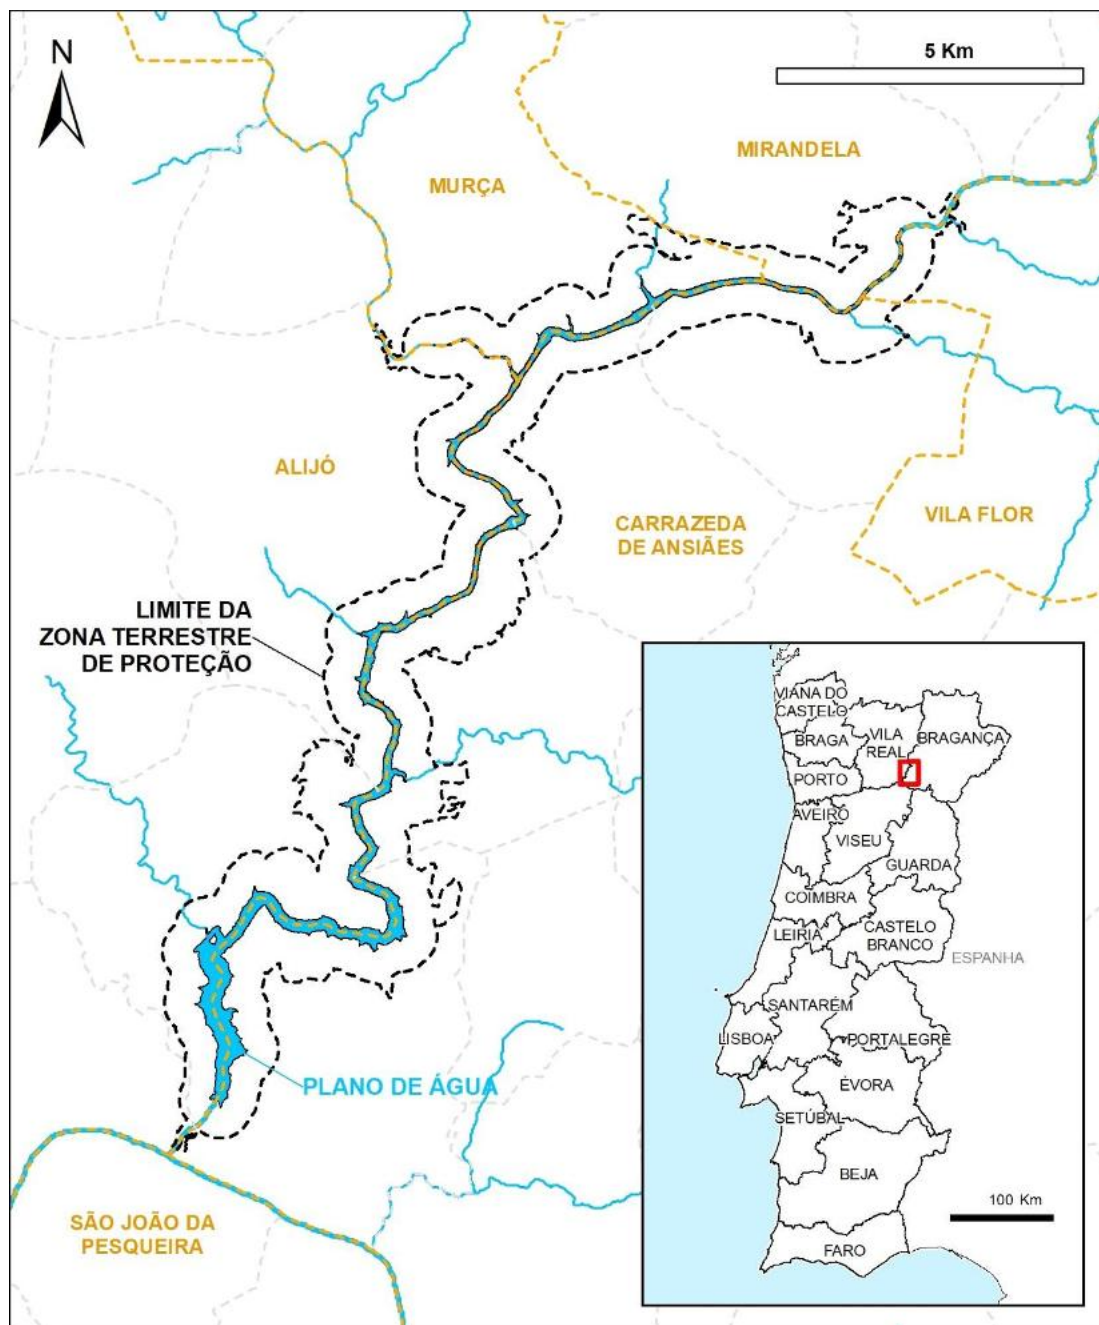 N
5 Km
MIRANDELA
MURÇA
ALIJÓ
CARRAZEDA
DE ANSIÃES
VILA FLOR
LIMITE DA
ZONA TERRESTRE
DE PROTEÇÃO
PLANO DE ÁGUA
SÃO JOÃO DA
PESQUEIRA
VIANA DO
CASTELO
BRAGA
VILA
REAL
BRAGANÇA
PORTO
AVEIRO
VISEU
GUARDA
COIMBRA
LEIRIA
CASTELO
BRANCO
ESPANHA
SANTARÉM
LISBOA
PORTALEGRE
ÉVORA
SETÚBAL
BEJA
100 Km
FARO